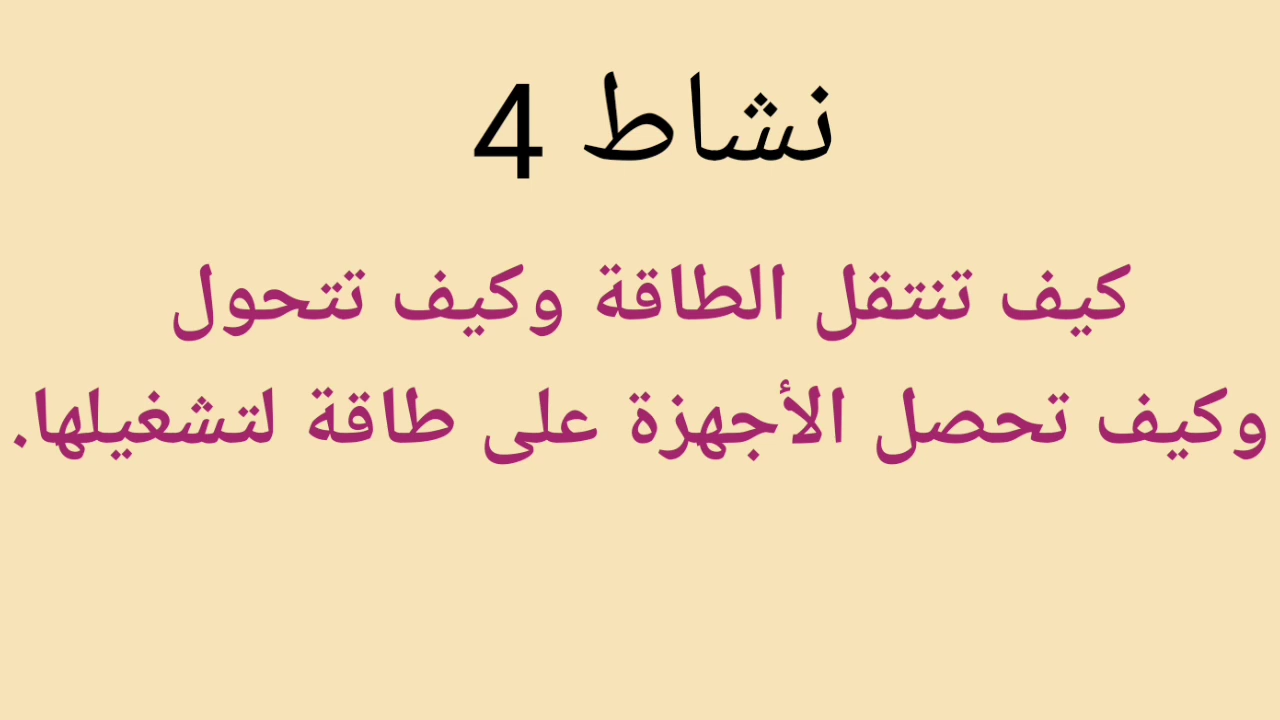 نشاط 4
كيف تنتقل الطاقة وكيف تتحول
وكيف تحصل الأجهزة على طاقة لتشغيلها.